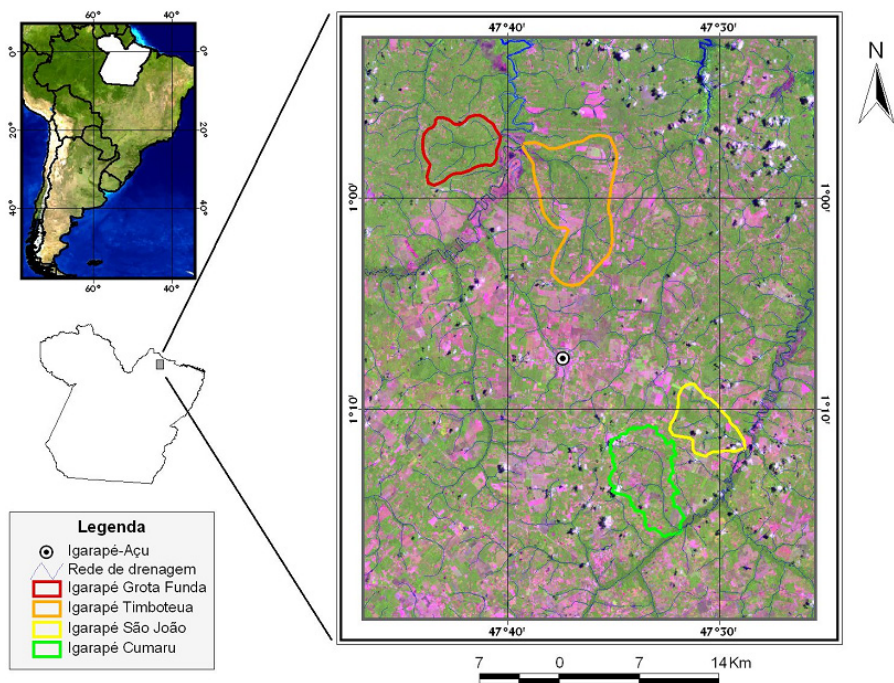 60° 40°
0°
20°
40°
0°
20°
40°
60° 40°
47°40' 47°30'
1°00'
1°10'
1°00'
1°10'
47°40' 47°30'
N
Legenda
Igarapé-Açu
Rede de drenagem
Igarapé Grota Funda
Igarapé Timboteua
Igarapé São João
Igarapé Cumaru
7 0 7 14 Km